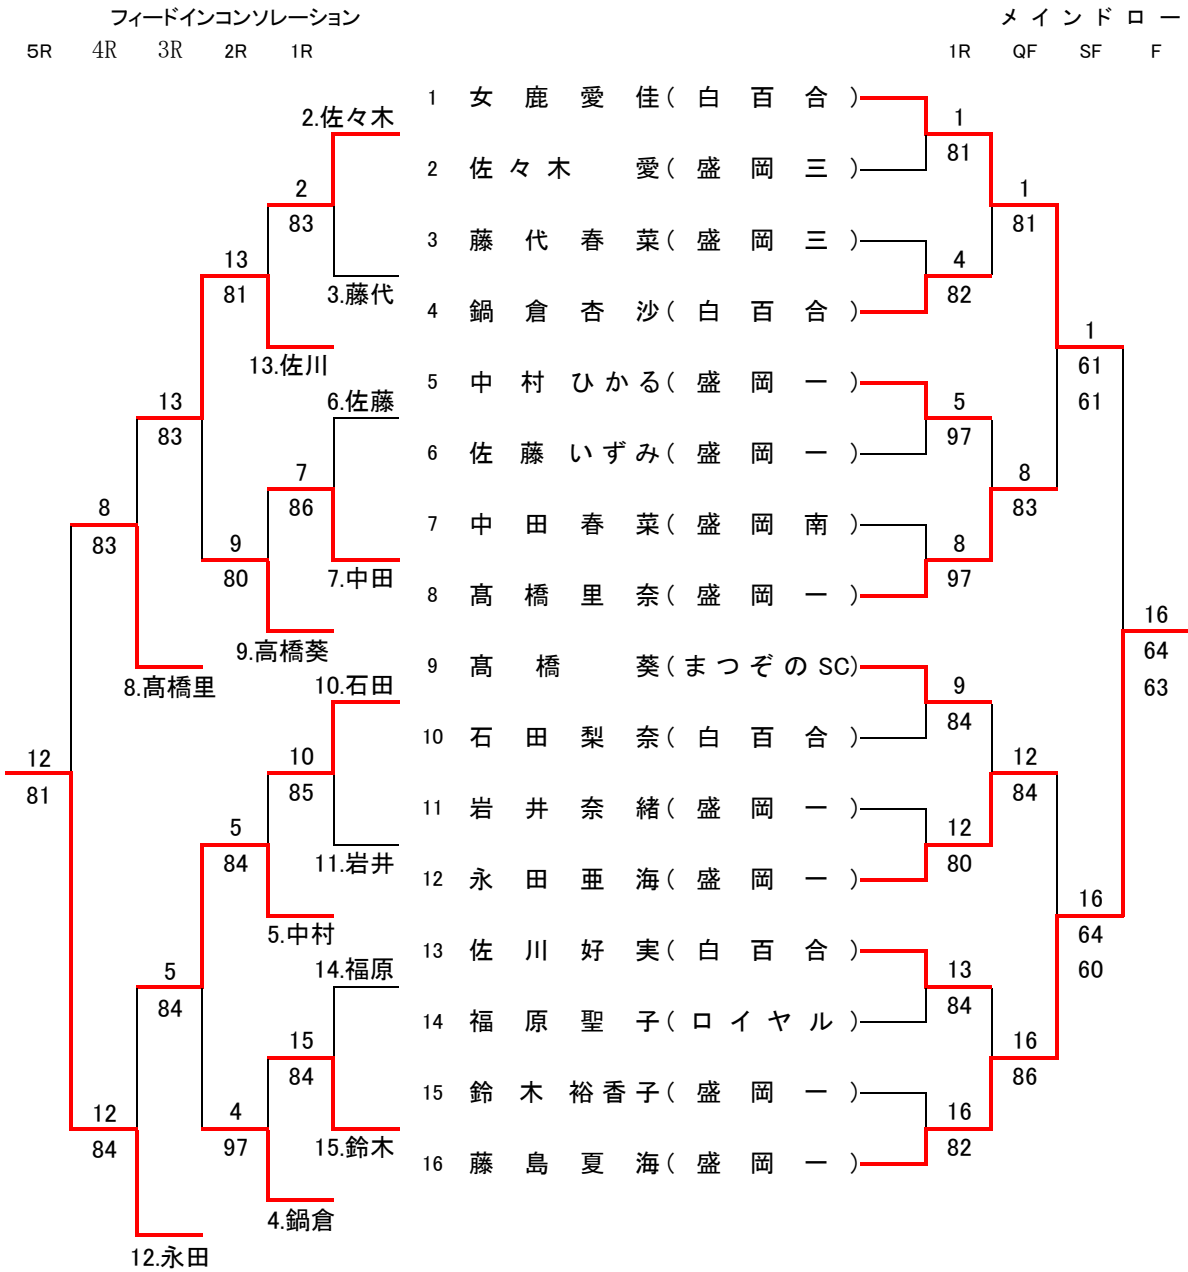 フィードインコンソレーション
メインドロー
5R 4R 3R 2R 1R
1R QF SF F
1 女鹿愛佳(白百合)
2 佐々木 愛(盛岡三)
3 藤代春菜(盛岡三)
4 鍋倉杏沙(白百合)
5 中村ひかる(盛岡一)
6 佐藤いずみ(盛岡一)
7 中田春菜(盛岡南)
8 髙橋里奈(盛岡一)
9 髙橋 葵(まつぞのSC)
10 石田梨奈(白百合)
11 岩井奈緒(盛岡一)
12 永田亜海(盛岡一)
13 佐川好実(白百合)
14 福原聖子(ロイヤル)
15 鈴木裕香子(盛岡一)
16 藤島夏海(盛岡一)
2.佐々木
3.藤代
6.佐藤
7.中田
10.石田
11.岩井
14.福原
15.鈴木
2
83
7
86
10
85
15
84
13.佐川
9.高橋葵
5.中村
4.鍋倉
13
81
9
80
5
84
4
97
13
83
5
84
8.髙橋里
12.永田
8
83
12
84
12
81
1
81
4
82
5
97
8
97
9
84
12
80
13
84
16
82
1
81
8
83
12
84
16
86
1
61
61
16
64
60
16
64
63